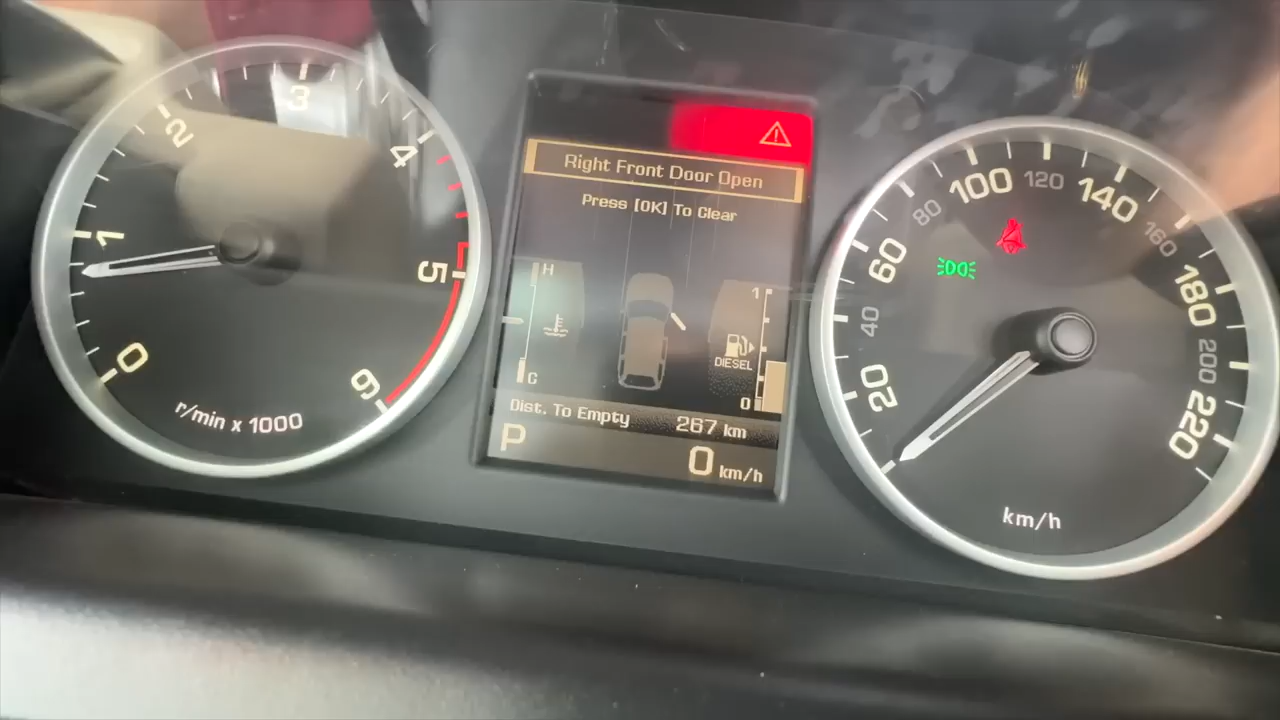 0
1
2
3
4
5
6
r/min x 1000
Right Front Door Open
Press [OK] To Clear
H
C
1
DIESEL
0
Dist. To Empty 267 km
P
0 km/h
20
40
60
80
100
120
140
160
180
200
220
km/h